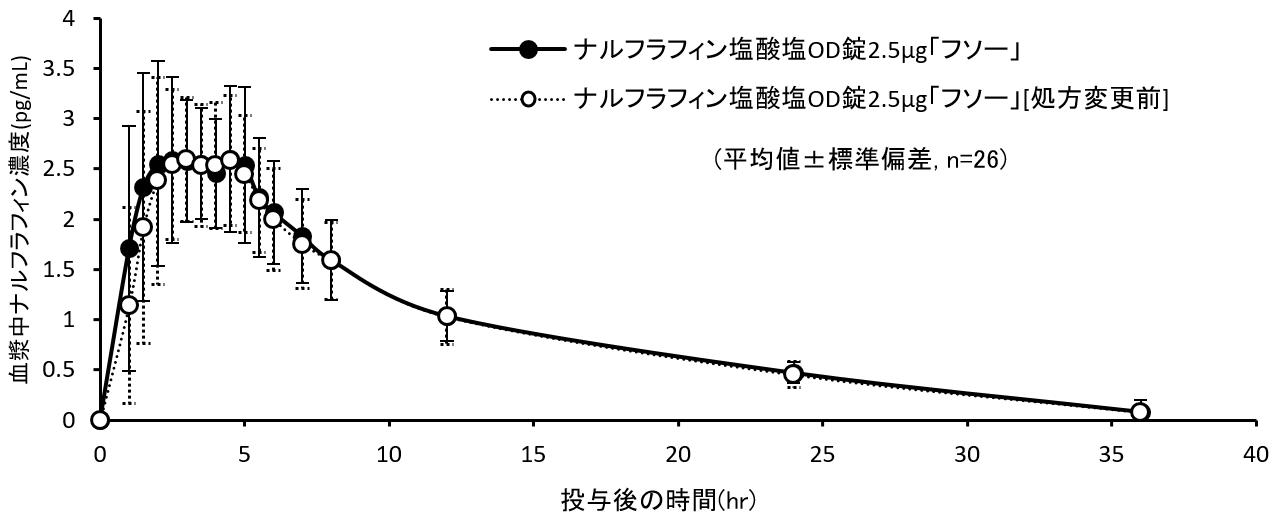 ナルフラフィン塩酸塩OD錠2.5μg「フソー」
ナルフラフィン塩酸塩OD錠2.5μg「フソー」[処方変更前]
(平均値±標準偏差, n=26)
血漿中ナルフラフィン濃度(pg/mL)
4
3.5
3
2.5
2
1.5
1
0.5
0
0 5 10 15 20 25 30 35 40
投与後の時間(hr)